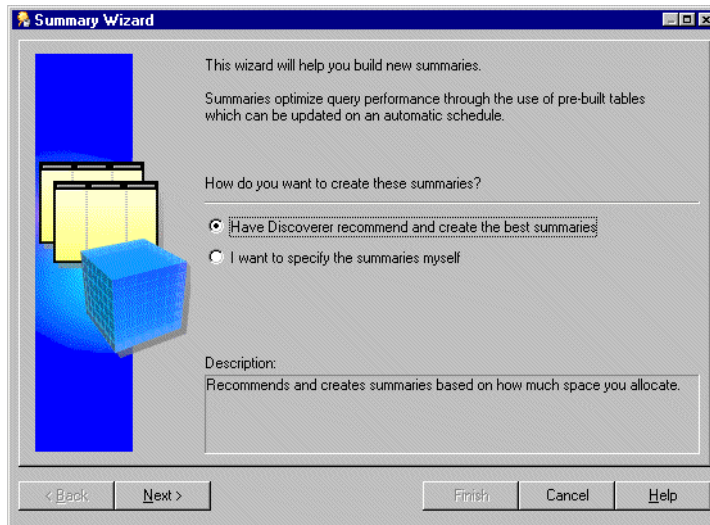 Summary Wizard
This wizard will help you build new summaries.
Summaries optimize query performance through the use of pre-built tables
which can be updated on an automatic schedule.
How do you want to create these summaries?
Have Discoverer recommend and create the best summaries
I want to specify the summaries myself
Description:
Recommends and creates summaries based on how much space you allocate.
< Back Next > Finish Cancel Help